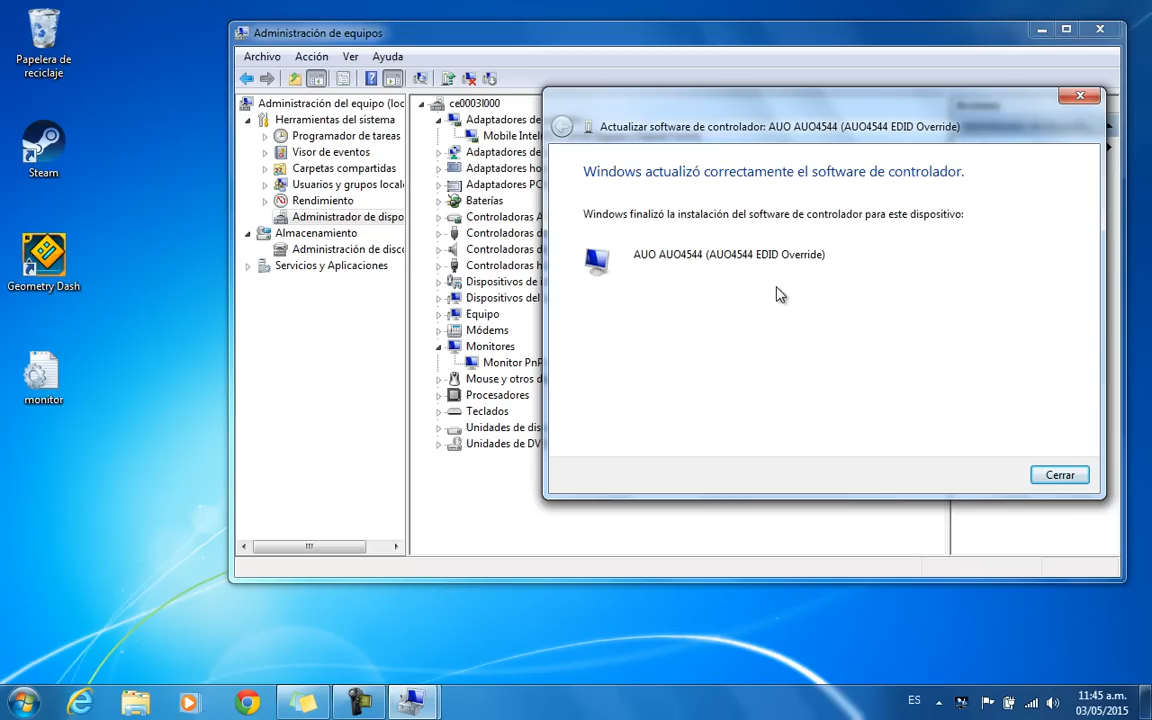 Papelera de
reciclaje
Steam
Geometry Dash
monitor
Administración de equipos
Archivo Acción Ver Ayuda
Administración del equipo (loc
Herramientas del sistema
Programador de tareas
Visor de eventos
Carpetas compartidas
Usuarios y grupos local
Rendimiento
Administrador de dispo
Almacenamiento
Administración de disco
Servicios y Aplicaciones
ce0003l000
Adaptadores de
Mobile Intel
Adaptadores de
Adaptadores ho
Adaptadores PC
Baterías
Controladoras A
Controladoras d
Controladoras d
Controladoras h
Dispositivos de i
Dispositivos del
Equipo
Módems
Monitores
Monitor PnP
Mouse y otros d
Procesadores
Teclados
Unidades de dis
Unidades de DV
Actualizar software de controlador: AUO AUO4544 (AUO4544 EDID Override)
Windows actualizó correctamente el software de controlador.
Windows finalizó la instalación del software de controlador para este dispositivo:
AUO AUO4544 (AUO4544 EDID Override)
Cerrar
ES
11:45 a.m.
03/05/2015